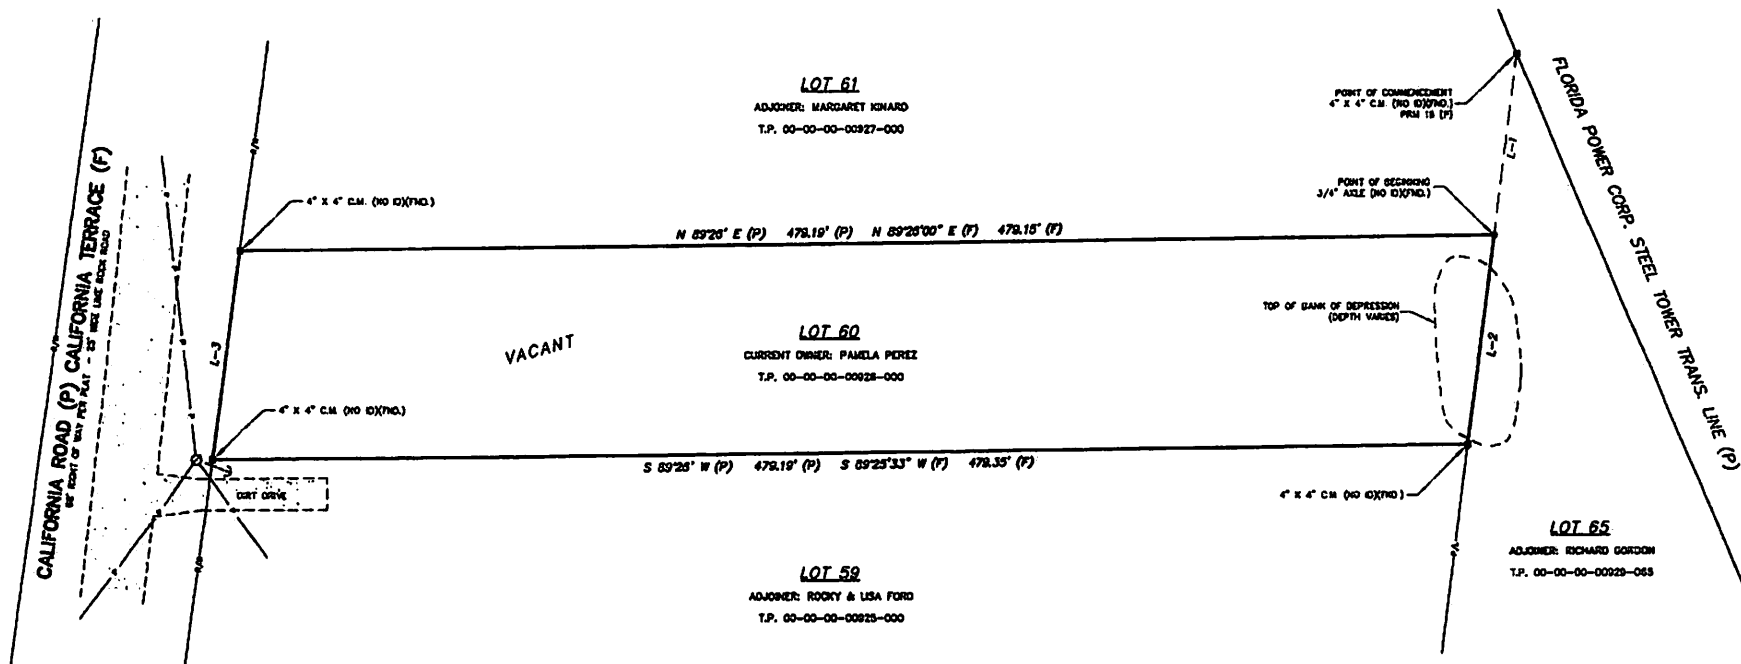 LOT 61
ADJOINER: MARGARET KINARD
T.P. 00-00-00-00927-000
POINT OF COMMENCEMENT
4" X 4" C.M. (NO ID)(FND.)
FLORIDA POWER CORP. STEEL TOWER TRANS. LINE (P)
L-1
POINT OF BEGINNING
3/4" AXLE (NO ID)(FND.)
4" X 4" C.M. (NO ID)(FND.)
N 89°26' E (P) 479.19' (P) N 89°26'00" E (F) 479.15' (F)
CALIFORNIA ROAD (P) CALIFORNIA TERRACE (F)
L-3
VACANT
LOT 60
CURRENT OWNER: PAMELA PEREZ
T.P. 00-00-00-00926-000
TOP OF BANK OF DEPRESSION
(DEPTH VARIES)
L-2
4" X 4" C.M. (NO ID)(FND.)
S 89°26' W (P) 479.19' (P) S 89°25'33" W (F) 479.35' (F)
DIRT DRIVE
4" X 4" C.M. (NO ID)(FND.)
LOT 65
ADJOINER: RICHARD GORDON
T.P. 00-00-00-00929-065
LOT 59
ADJOINER: ROCKY & LISA FORD
T.P. 00-00-00-00925-000